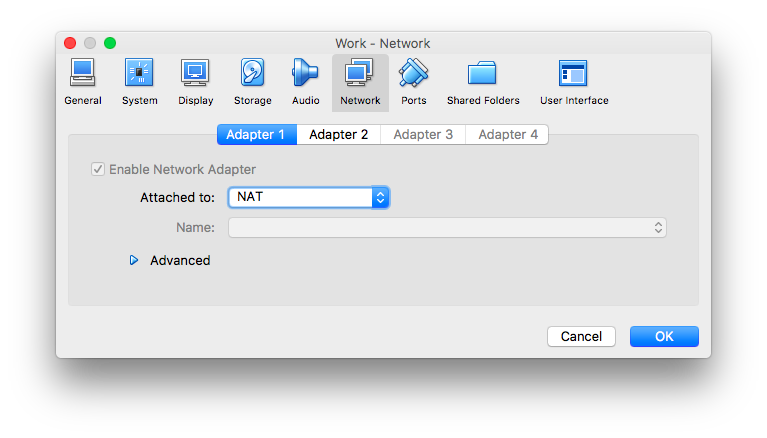 Work - Network
General System Display Storage Audio Network Ports Shared Folders User Interface
Adapter 1 Adapter 2 Adapter 3 Adapter 4
Enable Network Adapter
Attached to: NAT
Name:
Advanced
Cancel OK